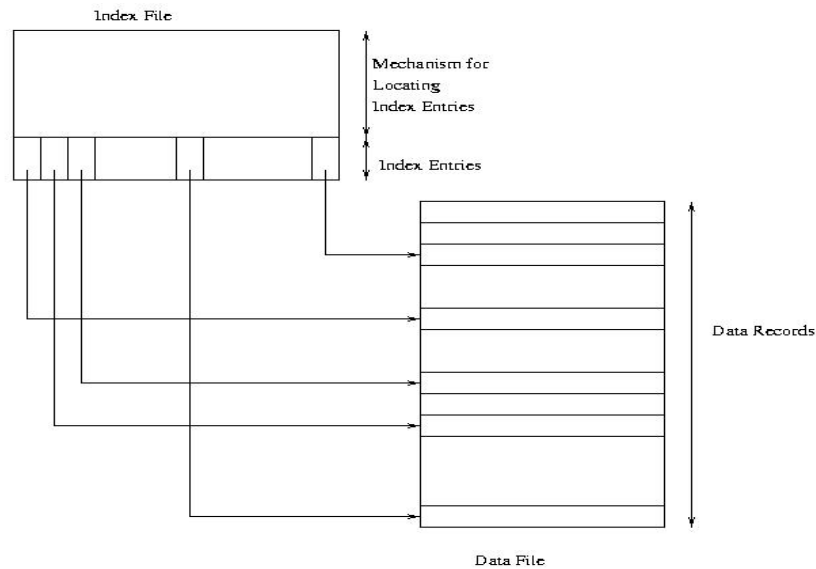 Index File
Mechanism for
Locating
Index Entries
Index Entries
Data Records
Data File